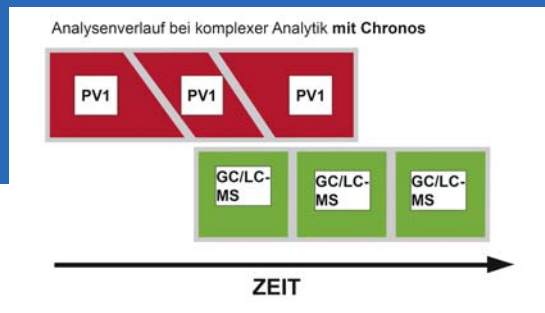 Analysenverlauf bei komplexer Analytik mit Chronos
PV1
PV1
PV1
GC/LC-
MS
GC/LC-
MS
GC/LC-
MS
ZEIT